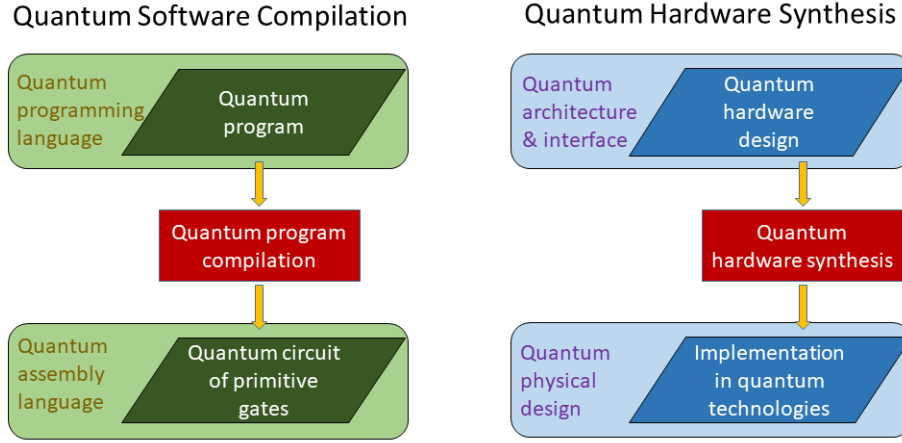 Quantum Software Compilation
Quantum
programming
language
Quantum
program
Quantum program
compilation
Quantum
assembly
language
Quantum circuit
of primitive
gates
Quantum Hardware Synthesis
Quantum
architecture
& interface
Quantum
hardware
design
Quantum
hardware synthesis
Quantum
physical
design
Implementation
in quantum
technologies